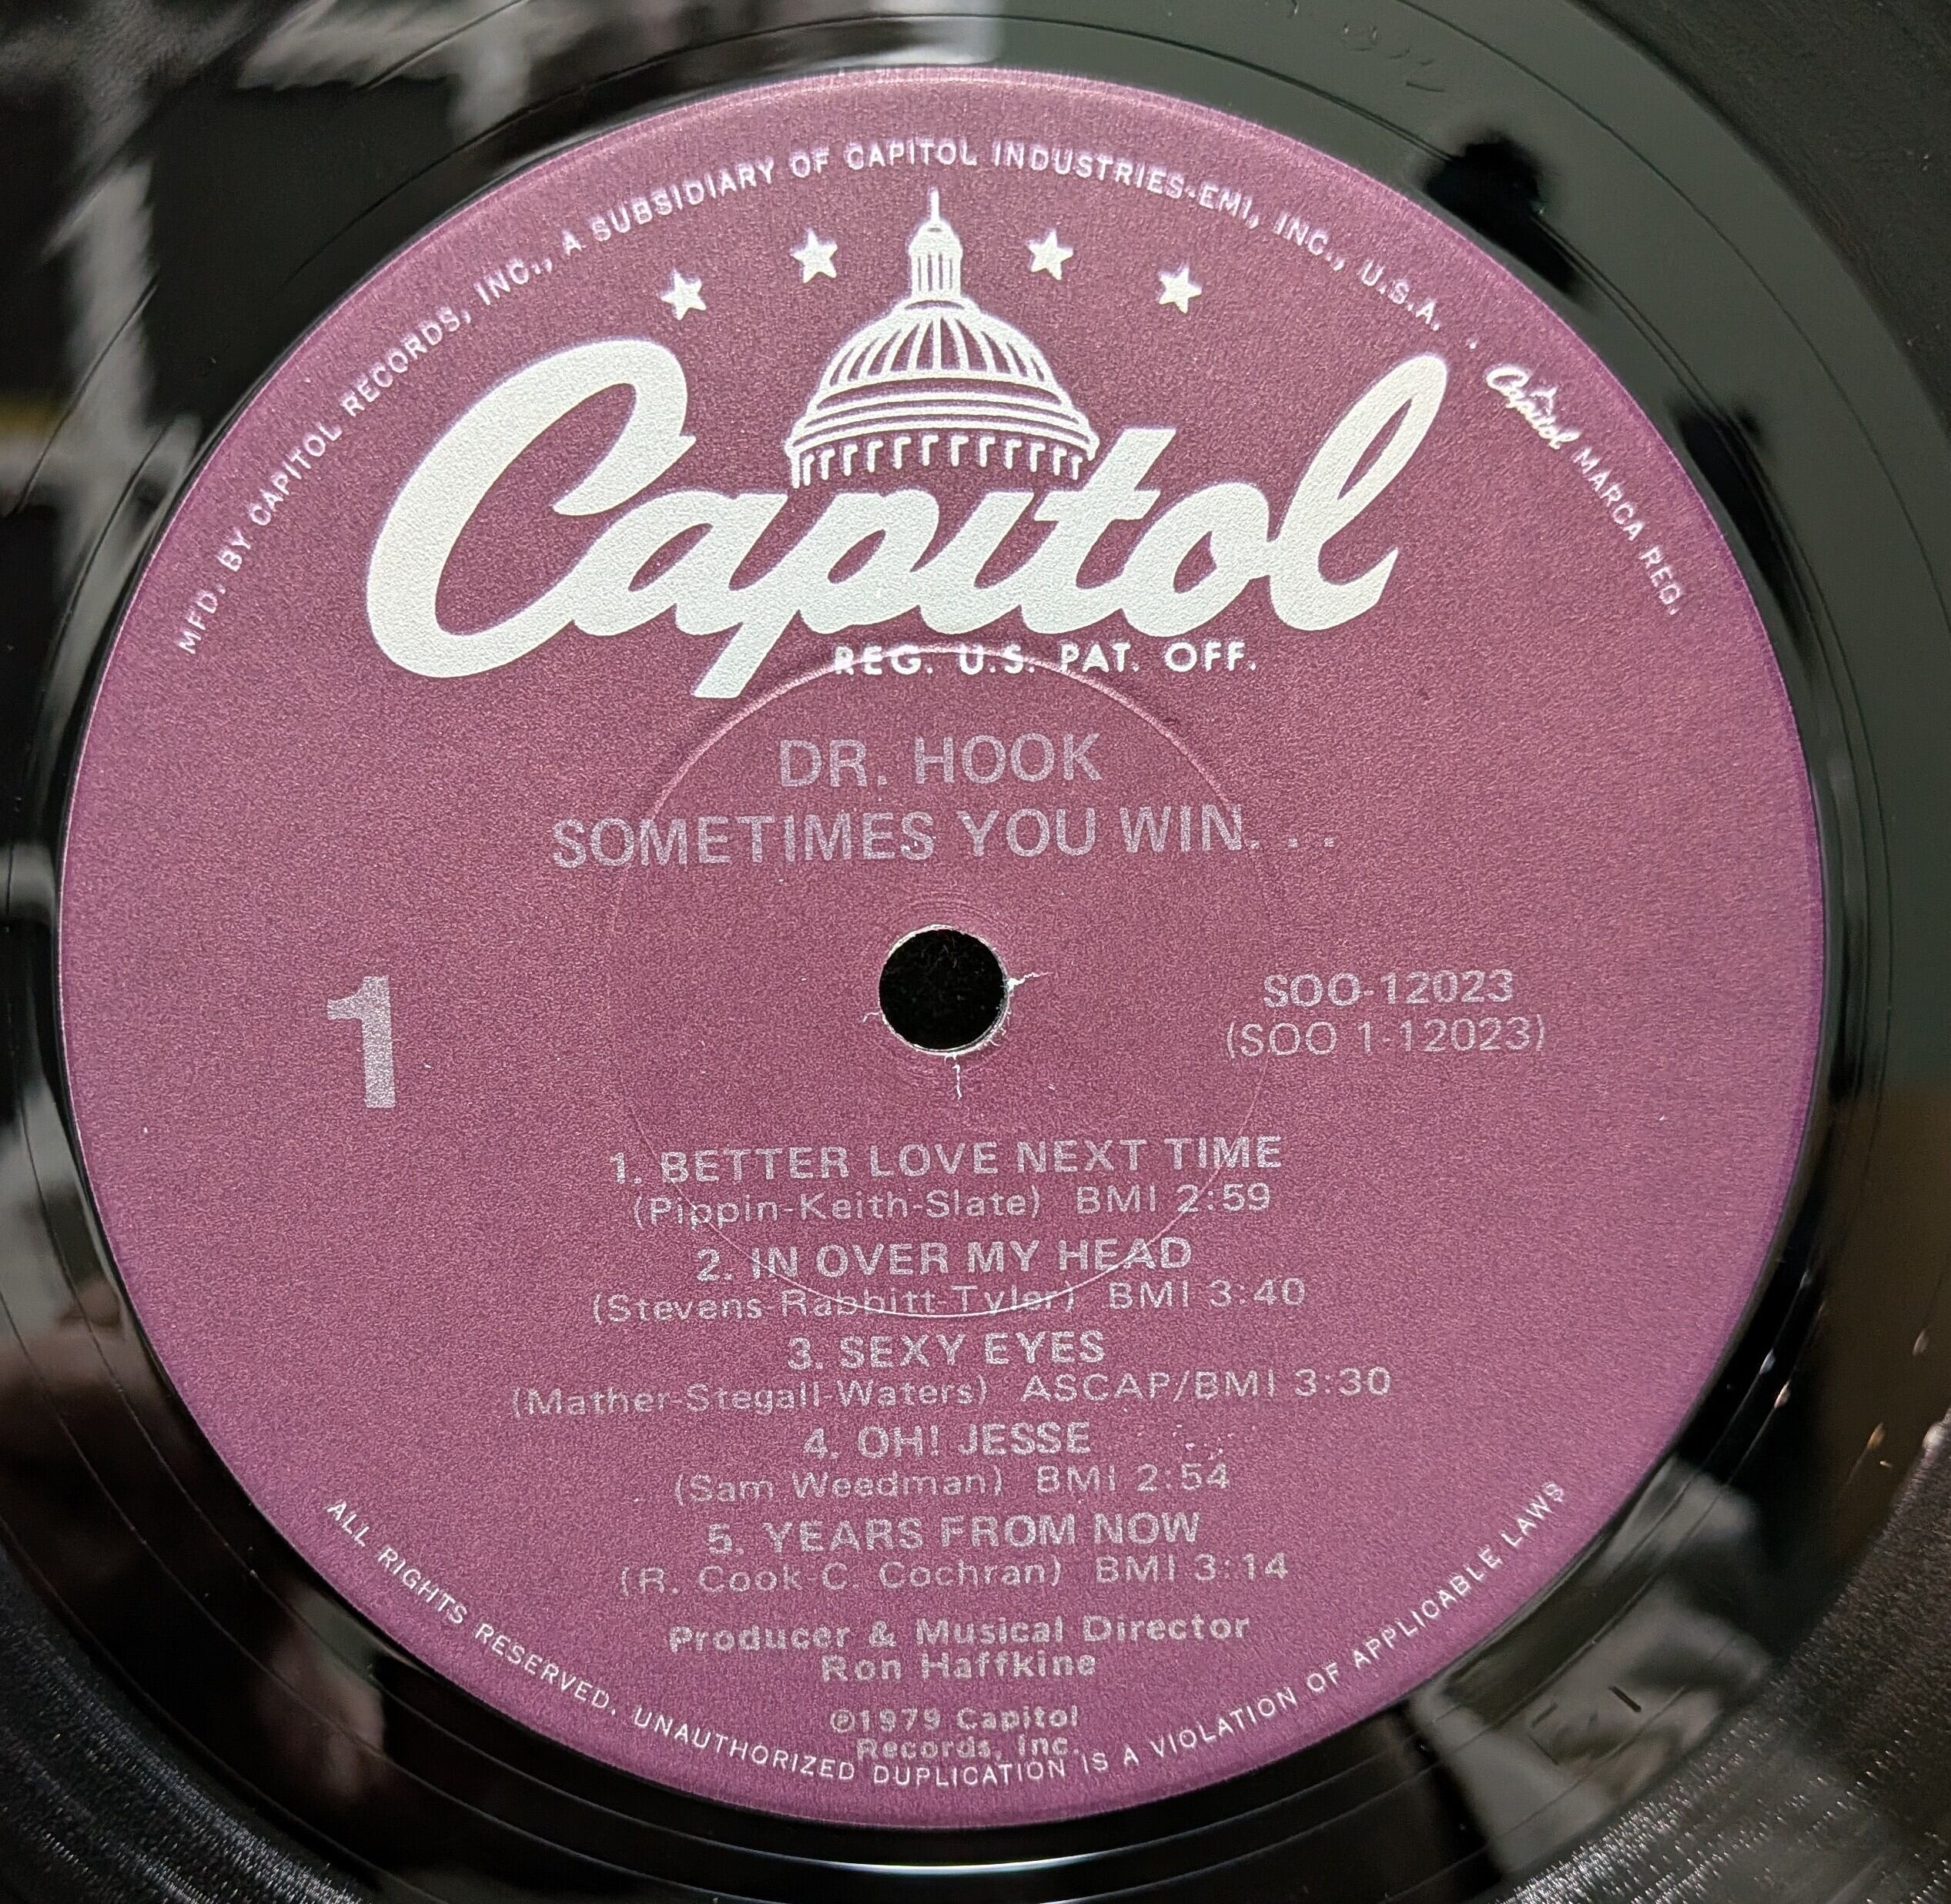 MFD. BY CAPITOL RECORDS, INC., A SUBSIDIARY OF CAPITOL INDUSTRIES-EMI, INC., U.S.A. . Capitol MARCA REG.
Capitol
REG. U.S. PAT. OFF.
DR. HOOK
SOMETIMES YOU WIN. . .
1
SOO-12023
(SOO 1-12023)
1. BETTER LOVE NEXT TIME
(Pippin-Keith-Slate) BMI 2:59
2. IN OVER MY HEAD
(Stevens-Rabbitt-Tyler) BMI 3:40
3. SEXY EYES
(Mather-Stegall-Waters) ASCAP/BMI 3:30
4. OH! JESSE
(Sam Weedman) BMI 2:54
5. YEARS FROM NOW
(R. Cook-C. Cochran) BMI 3:14
Producer & Musical Director
Ron Haffkine
℗1979 Capitol
Records, Inc.
ALL RIGHTS RESERVED. UNAUTHORIZED DUPLICATION IS A VIOLATION OF APPLICABLE LAWS